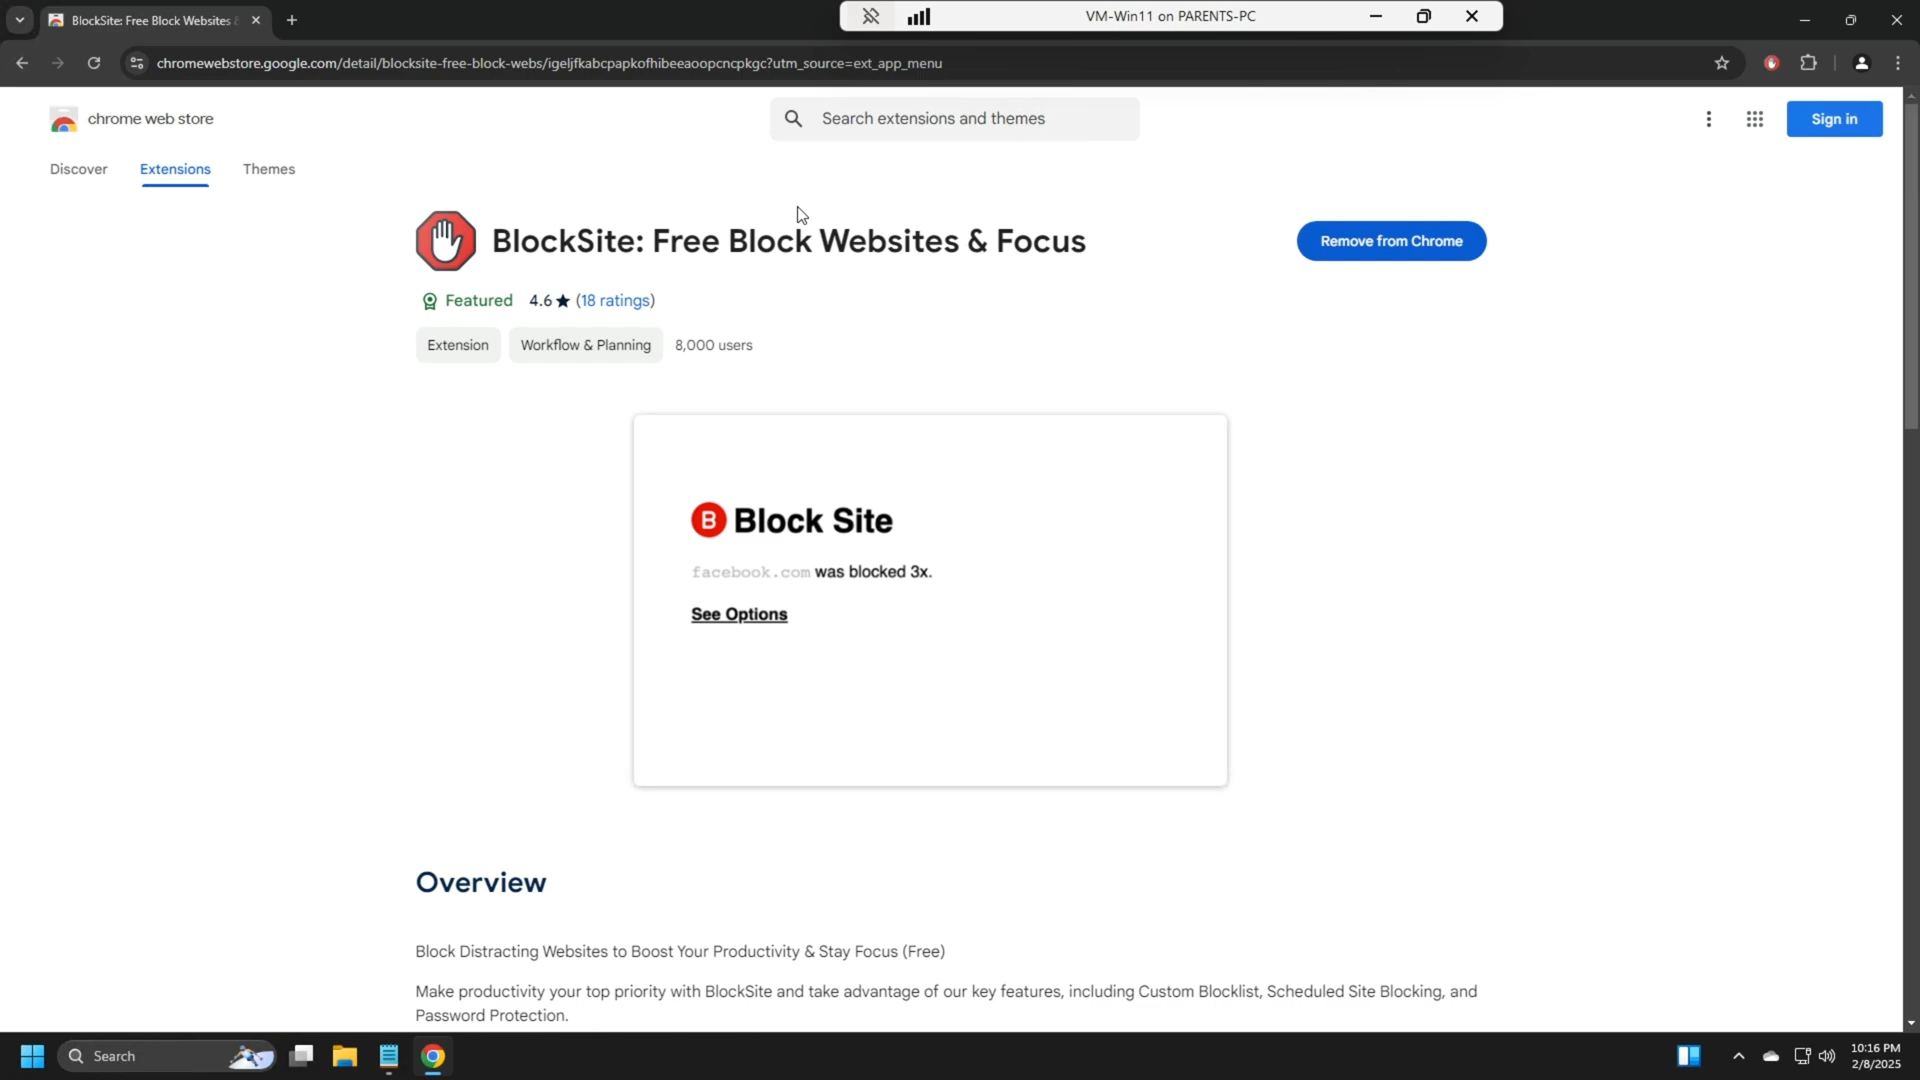 BlockSite: Free Block Websites &
VM-Win11 on PARENTS-PC
chromewebstore.google.com/detail/blocksite-free-block-webs/igeljfkabcpapkofhibeeaoopcncpkgc?utm_source=ext_app_menu
chrome web store
Search extensions and themes
Sign in
Discover
Extensions
Themes
BlockSite: Free Block Websites & Focus
Remove from Chrome
Featured 4.6★ (18 ratings)
Extension
Workflow & Planning
8,000 users
B Block Site
facebook.com was blocked 3x.
See Options
Overview
Block Distracting Websites to Boost Your Productivity & Stay Focus (Free)
Make productivity your top priority with BlockSite and take advantage of our key features, including Custom Blocklist, Scheduled Site Blocking, and
Password Protection.
Search
10:16 PM
2/8/2025